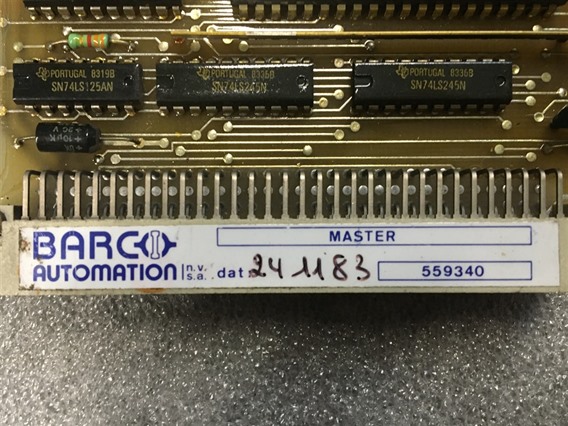 PORTUGAL 8319B
SN74LS125AN
PORTUGAL 8336B
SN74LS245N
PORTUGAL 8336B
SN74LS245N
BARCO
AUTOMATION n.v. s.a.
MASTER
dat: 24 11 83
559340